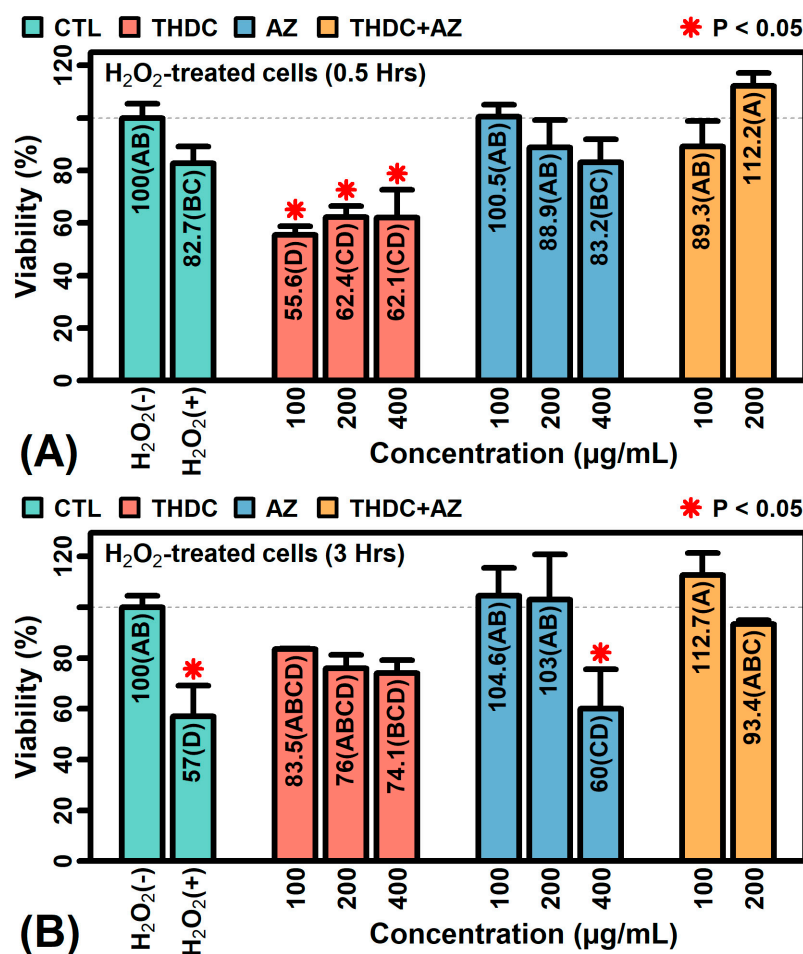 CTL THDC AZ THDC+AZ ✷ P < 0.05
H₂O₂-treated cells (0.5 Hrs)
Viability (%)
0 20 40 60 80 120
100(AB)
82.7(BC)
55.6(D)
62.4(CD)
62.1(CD)
100.5(AB)
88.9(AB)
83.2(BC)
89.3(AB)
112.2(A)
H₂O₂(-) H₂O₂(+) 100 200 400 100 200 400 100 200
(A) Concentration (µg/mL)
CTL THDC AZ THDC+AZ ✷ P < 0.05
H₂O₂-treated cells (3 Hrs)
Viability (%)
0 20 40 60 80 120
100(AB)
57(D)
83.5(ABCD)
76(ABCD)
74.1(BCD)
104.6(AB)
103(AB)
60(CD)
112.7(A)
93.4(ABC)
H₂O₂(-) H₂O₂(+) 100 200 400 100 200 400 100 200
(B) Concentration (µg/mL)